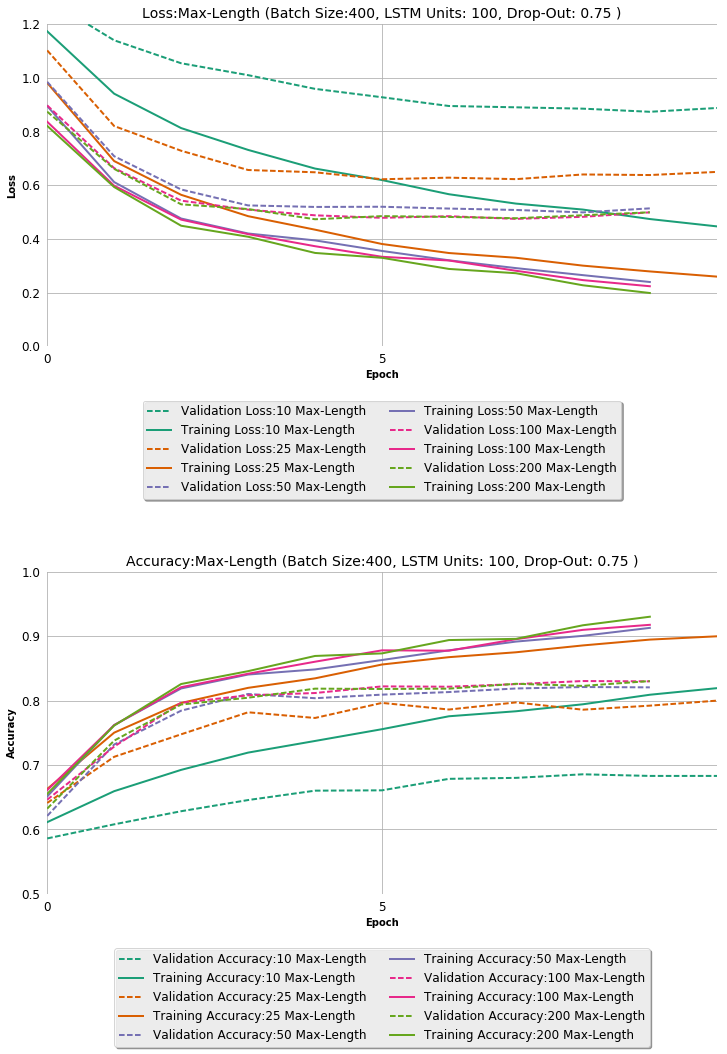 Loss:Max-Length (Batch Size:400, LSTM Units: 100, Drop-Out: 0.75 )
1.2
1.0
0.8
0.6
0.4
0.2
0.0
Loss
0 5
Epoch
Validation Loss:10 Max-Length
Training Loss:10 Max-Length
Validation Loss:25 Max-Length
Training Loss:25 Max-Length
Validation Loss:50 Max-Length
Training Loss:50 Max-Length
Validation Loss:100 Max-Length
Training Loss:100 Max-Length
Validation Loss:200 Max-Length
Training Loss:200 Max-Length
Accuracy:Max-Length (Batch Size:400, LSTM Units: 100, Drop-Out: 0.75 )
1.0
0.9
0.8
0.7
0.6
0.5
Accuracy
0 5
Epoch
Validation Accuracy:10 Max-Length
Training Accuracy:10 Max-Length
Validation Accuracy:25 Max-Length
Training Accuracy:25 Max-Length
Validation Accuracy:50 Max-Length
Training Accuracy:50 Max-Length
Validation Accuracy:100 Max-Length
Training Accuracy:100 Max-Length
Validation Accuracy:200 Max-Length
Training Accuracy:200 Max-Length